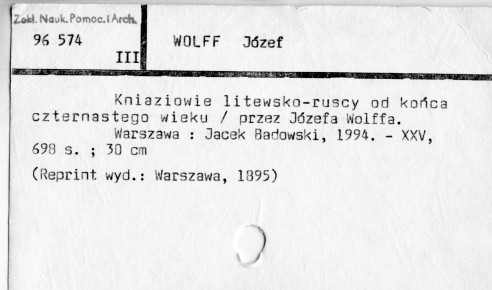 Zakł. Nauk. Pomoc. i Arch.
96 574
III
WOLFF Józef
Kniaziowie litewsko-ruscy od końca
czternastego wieku / przez Józefa Wolffa.
Warszawa : Jacek Badowski, 1994. - XXV,
698 s. ; 30 cm
(Reprint wyd.: Warszawa, 1895)